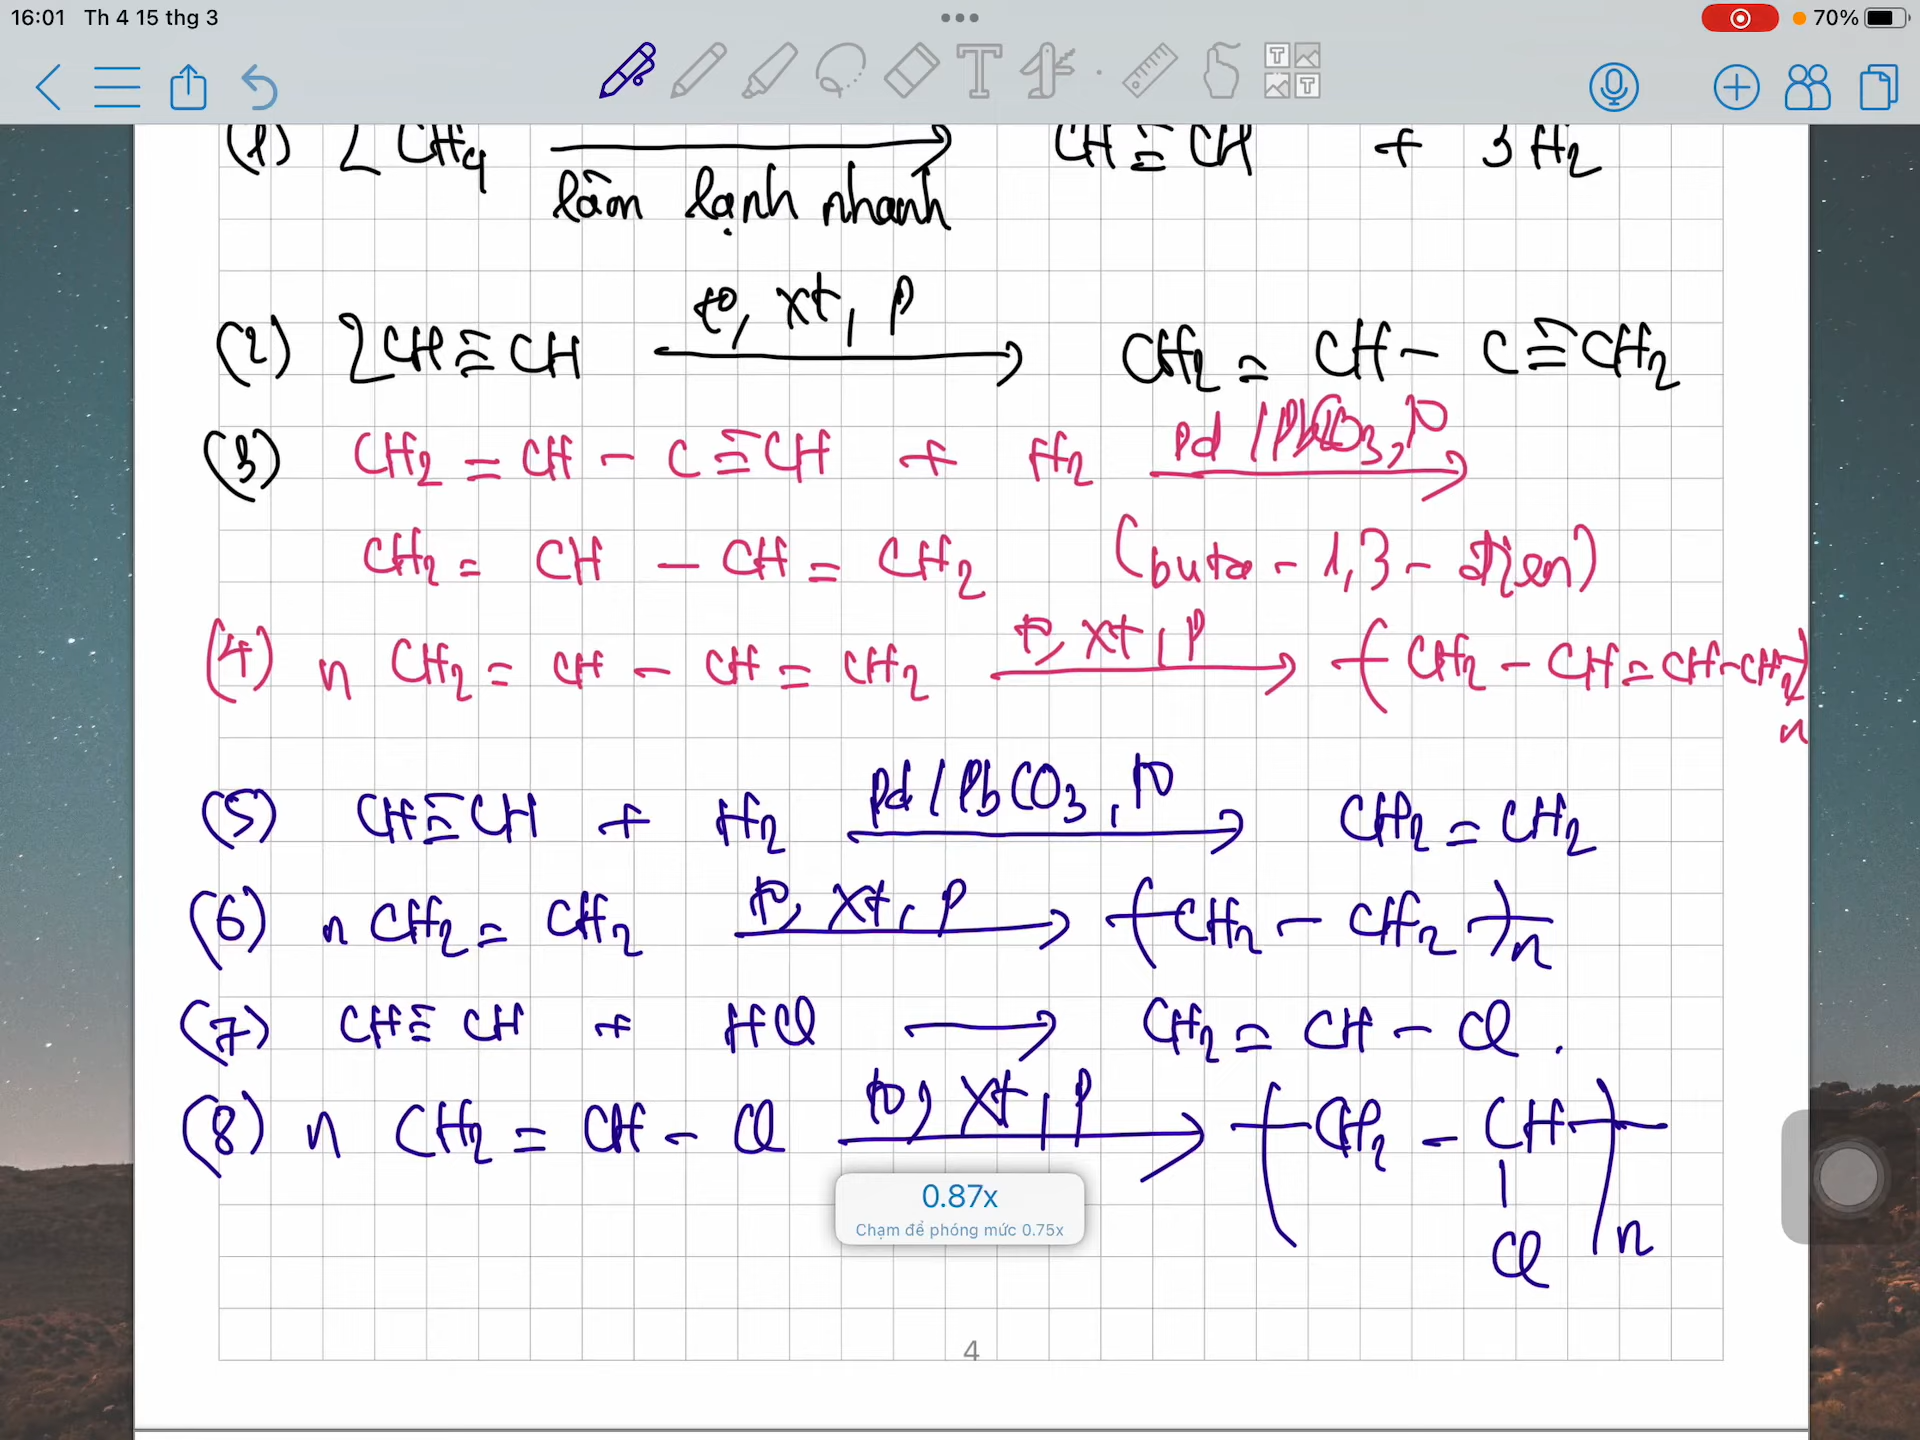 16:01 Th 4 15 thg 3
70%
(1) 2 CH4 → CH≡CH + 3 H2
làm lạnh nhanh
t°, xt, p
(2) 2CH≡CH → CH2 = CH - C≡CH2
(3) CH2 = CH - C≡CH + H2 → Pd / PbCO3, t°
CH2 = CH - CH = CH2 (buta - 1,3 - dien)
(4) n CH2 = CH - CH = CH2 → t°, xt, p (CH2 - CH = CH - CH2)n
(5) CH≡CH + H2 → Pd / PbCO3, t° CH2 = CH2
(6) n CH2 = CH2 → t°, xt, p (CH2 - CH2)n
(7) CH≡CH + HCl → CH2 = CH - Cl .
(8) n CH2 = CH - Cl → t°, xt, p (CH2 - CH)n
Cl
0.87x
Chạm để phóng mức 0.75x
4